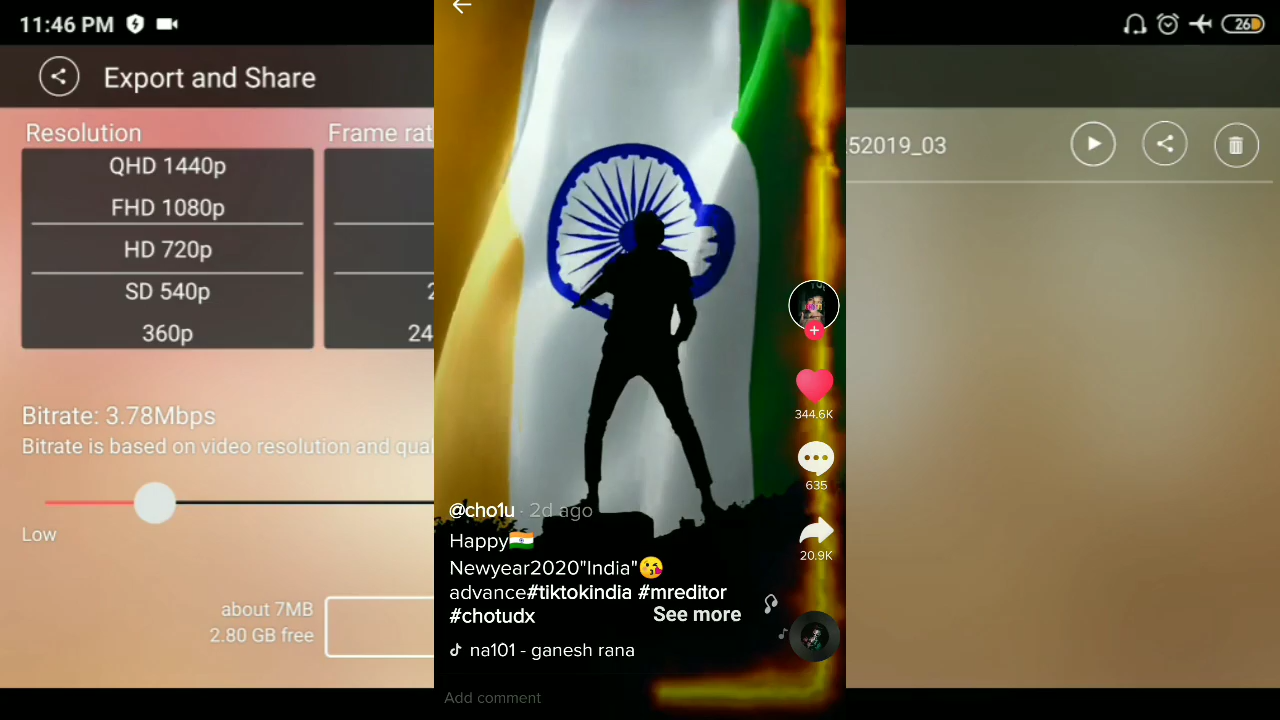 11:46 PM
26
Export and Share
Resolution
Frame rat
QHD 1440p
FHD 1080p
HD 720p
SD 540p
2
360p
24
52019_03
Bitrate: 3.78Mbps
Bitrate is based on video resolution and qual
Low
about 7MB
2.80 GB free
344.6K
635
20.9K
@cho1u · 2d ago
Happy🇮🇳
Newyear2020"India"😘
advance#tiktokindia #mreditor
#chotudx
See more
na101 - ganesh rana
Add comment